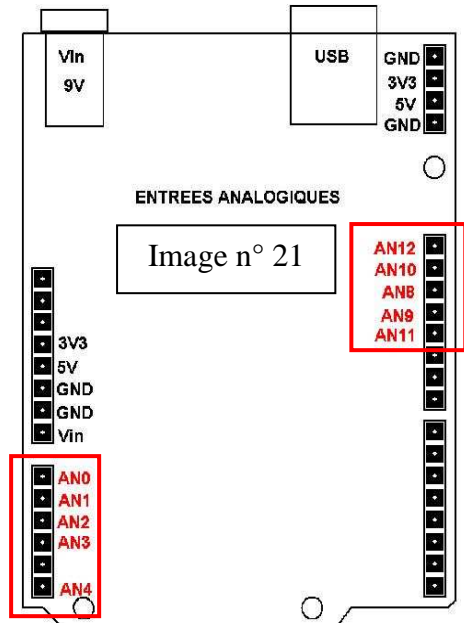 Vin
9V
USB
GND
3V3
5V
GND
ENTREES ANALOGIQUES
Image n° 21
AN12
AN10
AN8
AN9
AN11
3V3
5V
GND
GND
Vin
AN0
AN1
AN2
AN3
AN4